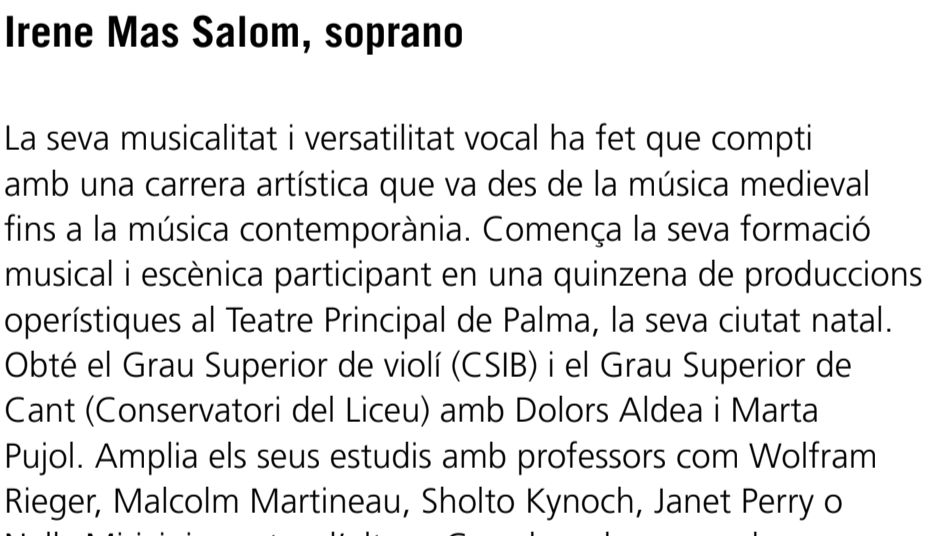 Irene Mas Salom, soprano
La seva musicalitat i versatilitat vocal ha fet que compti
amb una carrera artística que va des de la música medieval
fins a la música contemporània. Comença la seva formació
musical i escènica participant en una quinzena de produccions
operístiques al Teatre Principal de Palma, la seva ciutat natal.
Obté el Grau Superior de violí (CSIB) i el Grau Superior de
Cant (Conservatori del Liceu) amb Dolors Aldea i Marta
Pujol. Amplia els seus estudis amb professors com Wolfram
Rieger, Malcolm Martineau, Sholto Kynoch, Janet Perry o